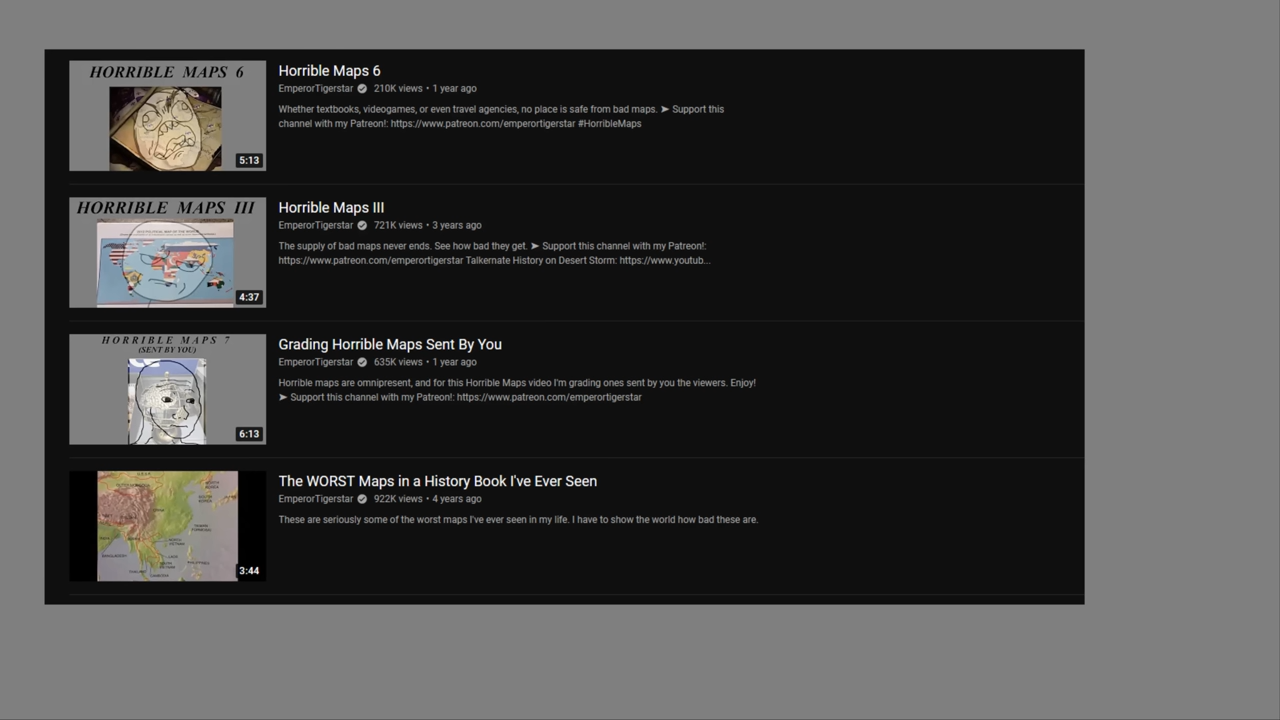 HORRIBLE MAPS 6
5:13
Horrible Maps 6
EmperorTigerstar 210K views • 1 year ago
Whether textbooks, videogames, or even travel agencies, no place is safe from bad maps. ➤ Support this
channel with my Patreon!: https://www.patreon.com/emperortigerstar #HorribleMaps
HORRIBLE MAPS III
4:37
Horrible Maps III
EmperorTigerstar 721K views • 3 years ago
The supply of bad maps never ends. See how bad they get. ➤ Support this channel with my Patreon!:
https://www.patreon.com/emperortigerstar Talkernate History on Desert Storm: https://www.youtub...
HORRIBLE MAPS 7
(SENT BY YOU)
6:13
Grading Horrible Maps Sent By You
EmperorTigerstar 635K views • 1 year ago
Horrible maps are omnipresent, and for this Horrible Maps video I'm grading ones sent by you the viewers. Enjoy!
➤ Support this channel with my Patreon!: https://www.patreon.com/emperortigerstar
3:44
The WORST Maps in a History Book I've Ever Seen
EmperorTigerstar 922K views • 4 years ago
These are seriously some of the worst maps I've ever seen in my life. I have to show the world how bad these are.